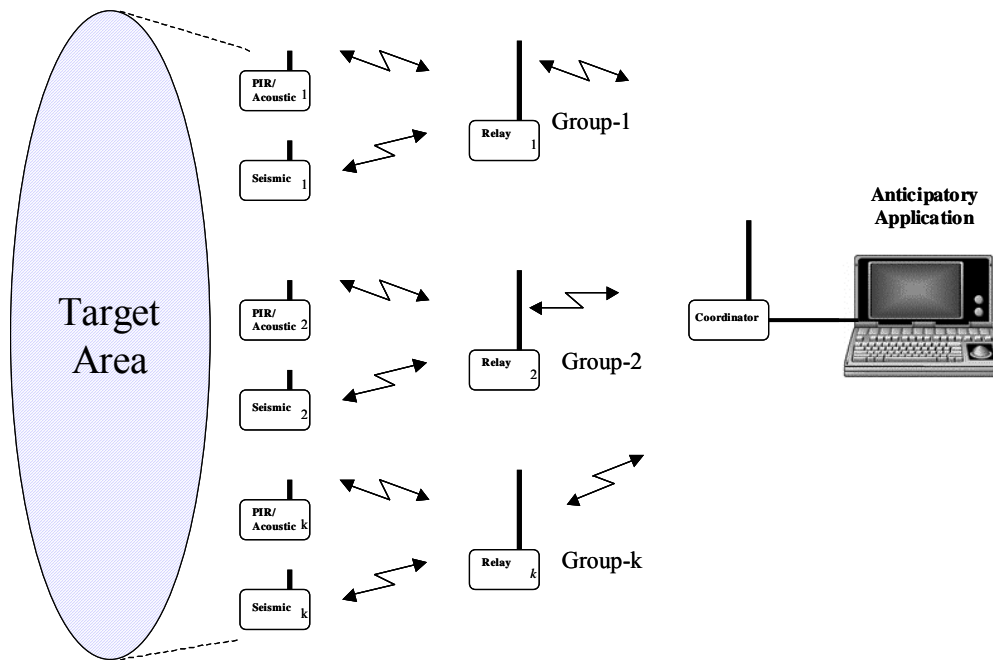 Target
Area
PIR/
Acoustic 1
Seismic 1
Relay
1
Group-1
PIR/
Acoustic 2
Seismic 2
Relay
2
Group-2
PIR/
Acoustic k
Seismic k
Relay
k
Group-k
Coordinator
Anticipatory
Application